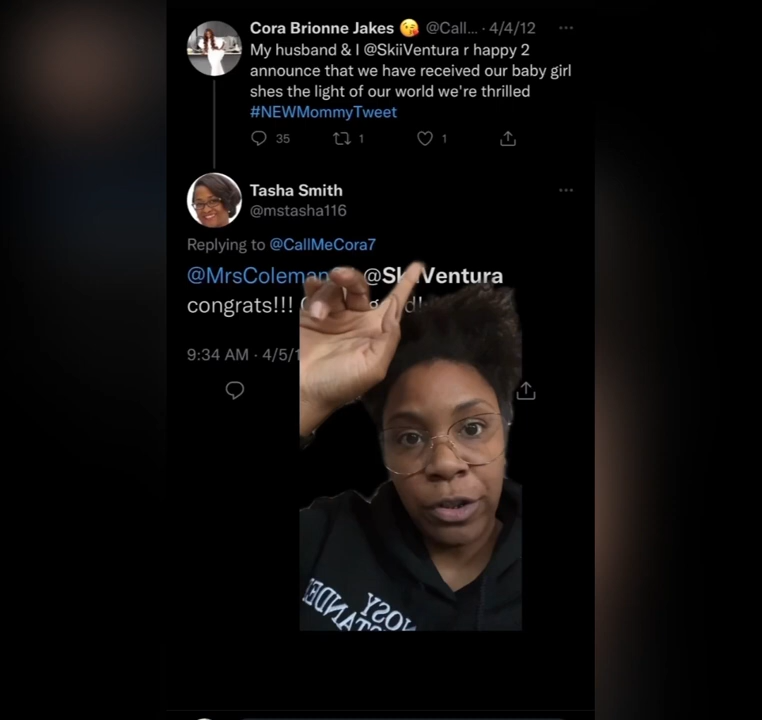 Cora Brionne Jakes 😘 @Call... · 4/4/12 ···
My husband & I @SkiiVentura r happy 2
announce that we have received our baby girl
shes the light of our world we're thrilled
#NEWMommyTweet
35 1 1
Tasha Smith ···
@mstasha116
Replying to @CallMeCora7
@MrsColeman @SkiiVentura
congrats!!!
9:34 AM · 4/5/1
NOSY